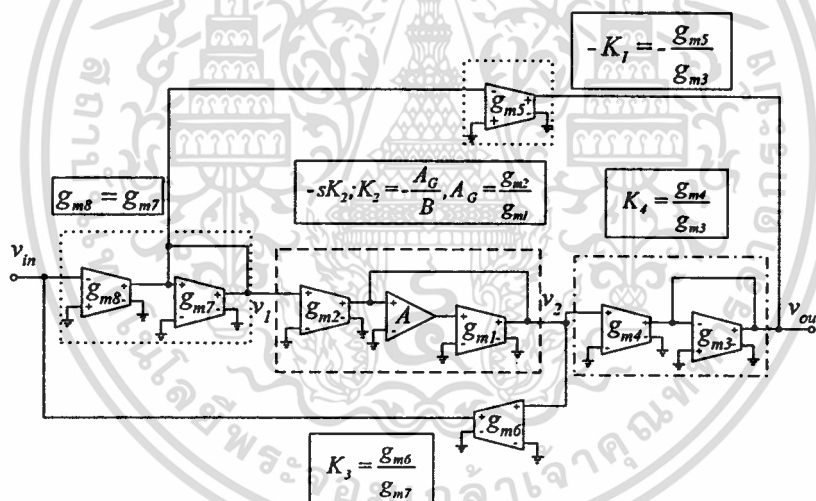 -K₁ = -g_m5/g_m3
g_m5
g_m8 = g_m7
-sK₂; K₂ = -A_G/B, A_G = g_m2/g_m1
K₄ = g_m4/g_m3
v_in
g_m8
g_m7
v₁
g_m2
A
g_m1
v₂
g_m4
g_m3
v_ou
g_m6
K₃ = g_m6/g_m7